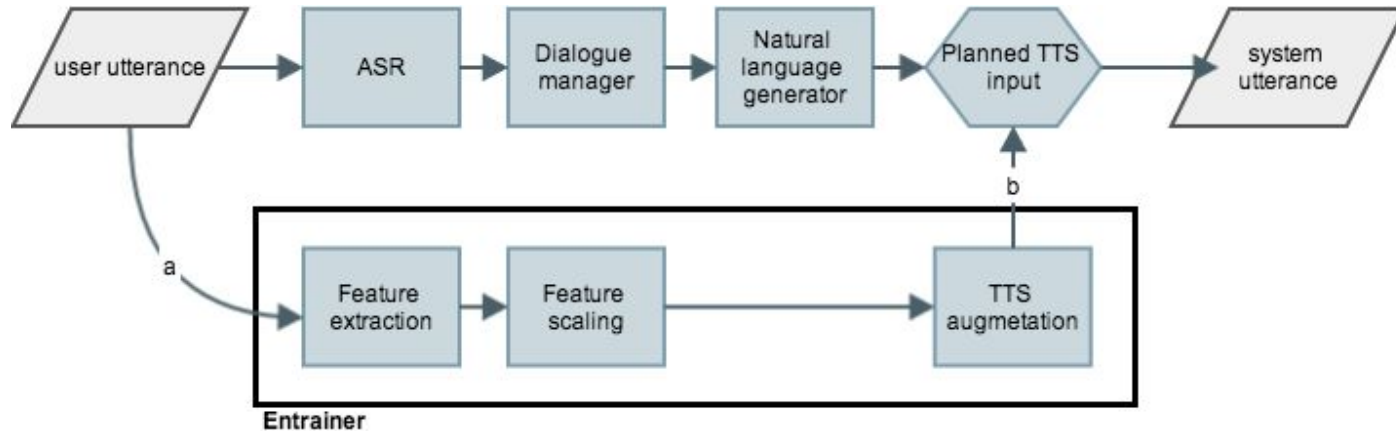 user utterance
ASR
Dialogue
manager
Natural
language
generator
Planned TTS
input
system
utterance
a
b
Feature
extraction
Feature
scaling
TTS
augmetation
Entrainer